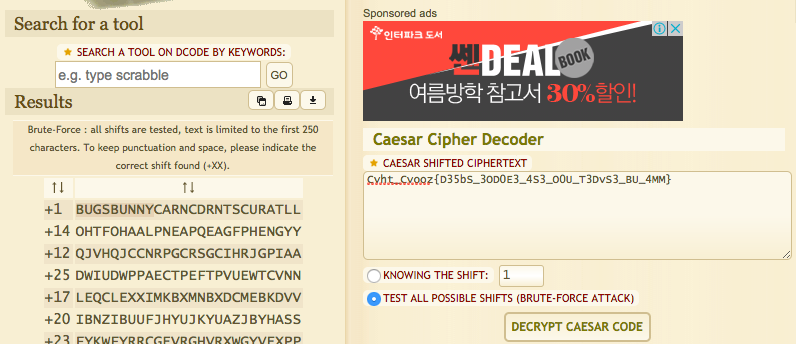 Search for a tool
★ SEARCH A TOOL ON DCODE BY KEYWORDS:
e.g. type scrabble
GO
Results
Brute-Force : all shifts are tested, text is limited to the first 250
characters. To keep punctuation and space, please indicate the
correct shift found (+XX).
↑↓ ↑↓
+1 BUGSBUNNYCARNCDRNTSCURATLL
+14 OHTFOHAALPNEAPQEAGFPHENGYY
+12 QJVHQJCCNRPGCRSGCIHRJGPIAA
+25 DWIUDWPPAECTPEFTPVUEWTCVNN
+17 LEQCLEXXIMKBXMNBXDCMEBKDVV
+20 IBNZIBUUFJHYUJKYUAZJBYHASS
+23 FYKWFYRRCGEVRGHVRXWGYVEXPP
Sponsored ads
인터파크 도서
쎈DEAL BOOK
여름방학 참고서 30%할인!
Caesar Cipher Decoder
★ CAESAR SHIFTED CIPHERTEXT
Cvht_Cvooz{D35bS_3OD0E3_4S3_O0U_T3DvS3_BU_4MM}
KNOWING THE SHIFT: 1
TEST ALL POSSIBLE SHIFTS (BRUTE-FORCE ATTACK)
DECRYPT CAESAR CODE